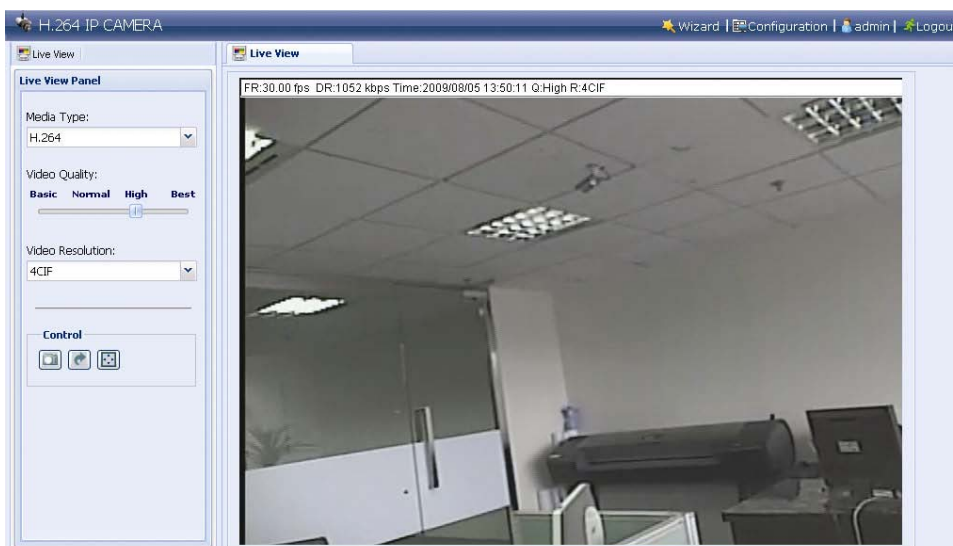 H.264 IP CAMERA
Wizard | Configuration | admin | Logou
Live View
Live View
Live View Panel
FR:30.00 fps DR:1052 kbps Time:2009/08/05 13:50:11 Q:High R:4CIF
Media Type:
H.264
Video Quality:
Basic Normal High Best
Video Resolution:
4CIF
Control